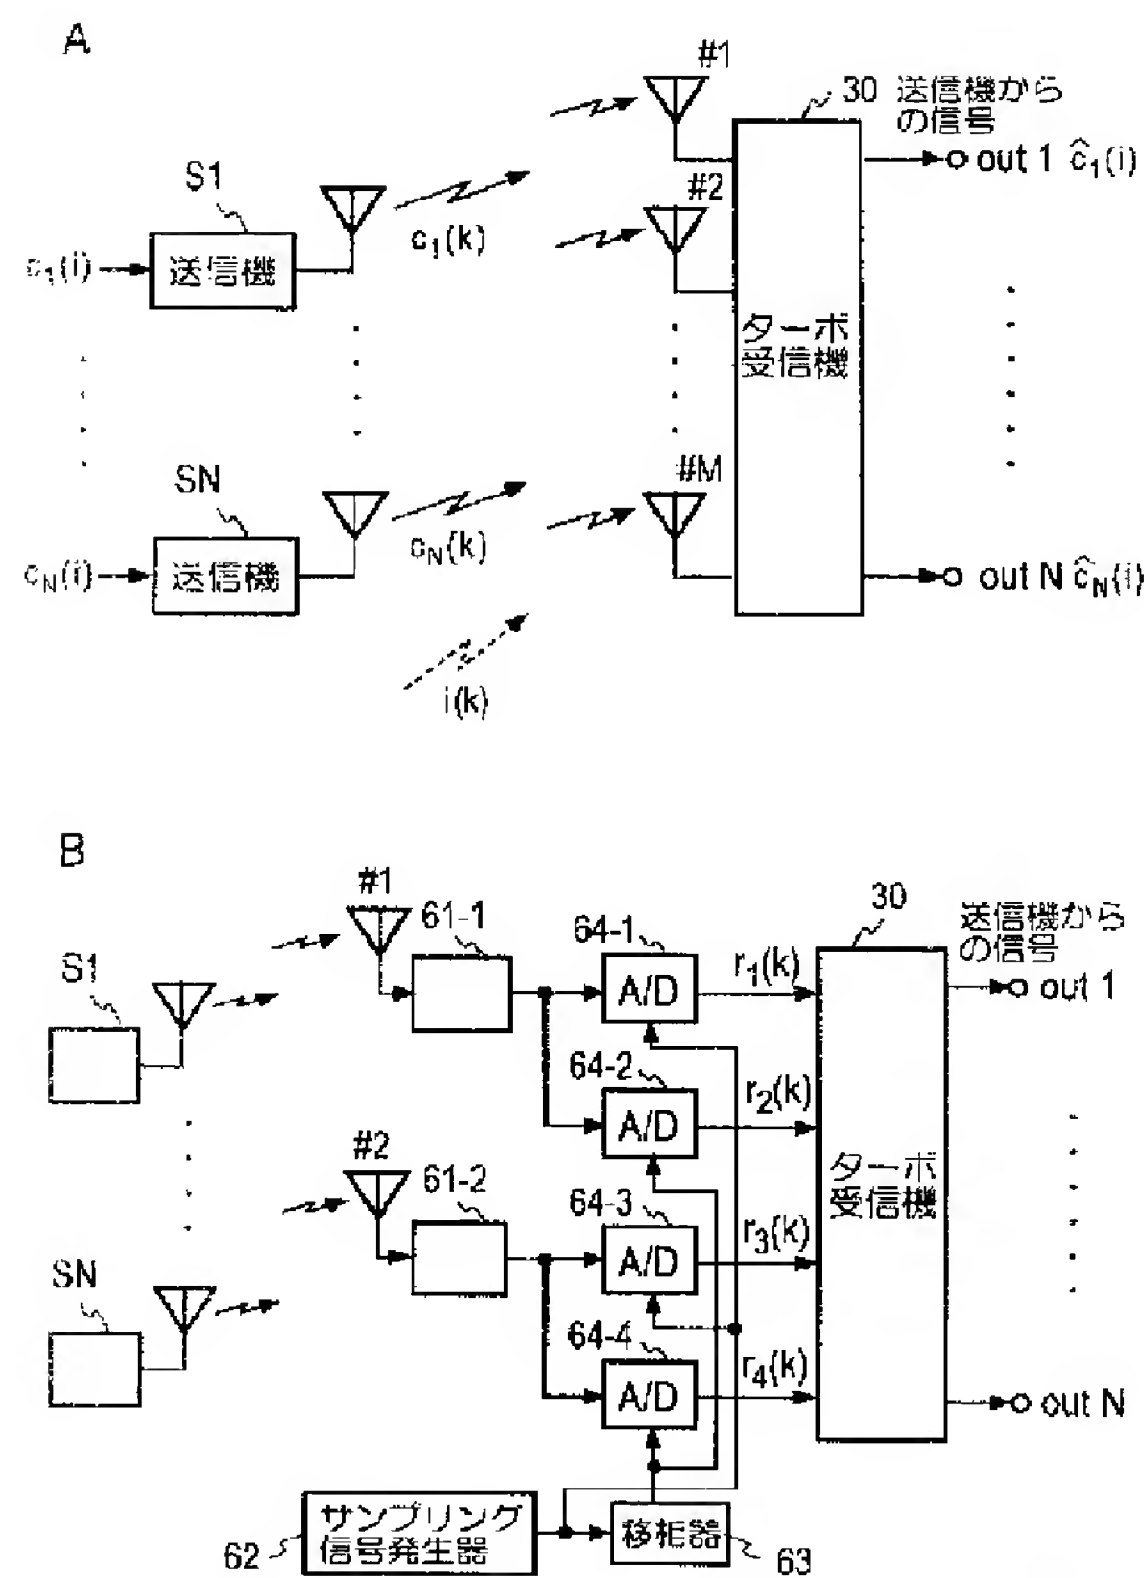 A
#1
30 送信機から
の信号
out 1 ĉ1(i)
S1
#2
c1(k)
c1(i)
送信機
ターボ
受信機
SN
#M
cN(k)
cN(i)
送信機
out N ĉN(i)
i(k)
B
#1
61-1
64-1
30
送信機から
の信号
S1
A/D
r1(k)
out 1
64-2
A/D
r2(k)
#2
61-2
ターボ
受信機
64-3
A/D
r3(k)
SN
64-4
A/D
r4(k)
out N
サンプリング
信号発生器
62
移相器
63